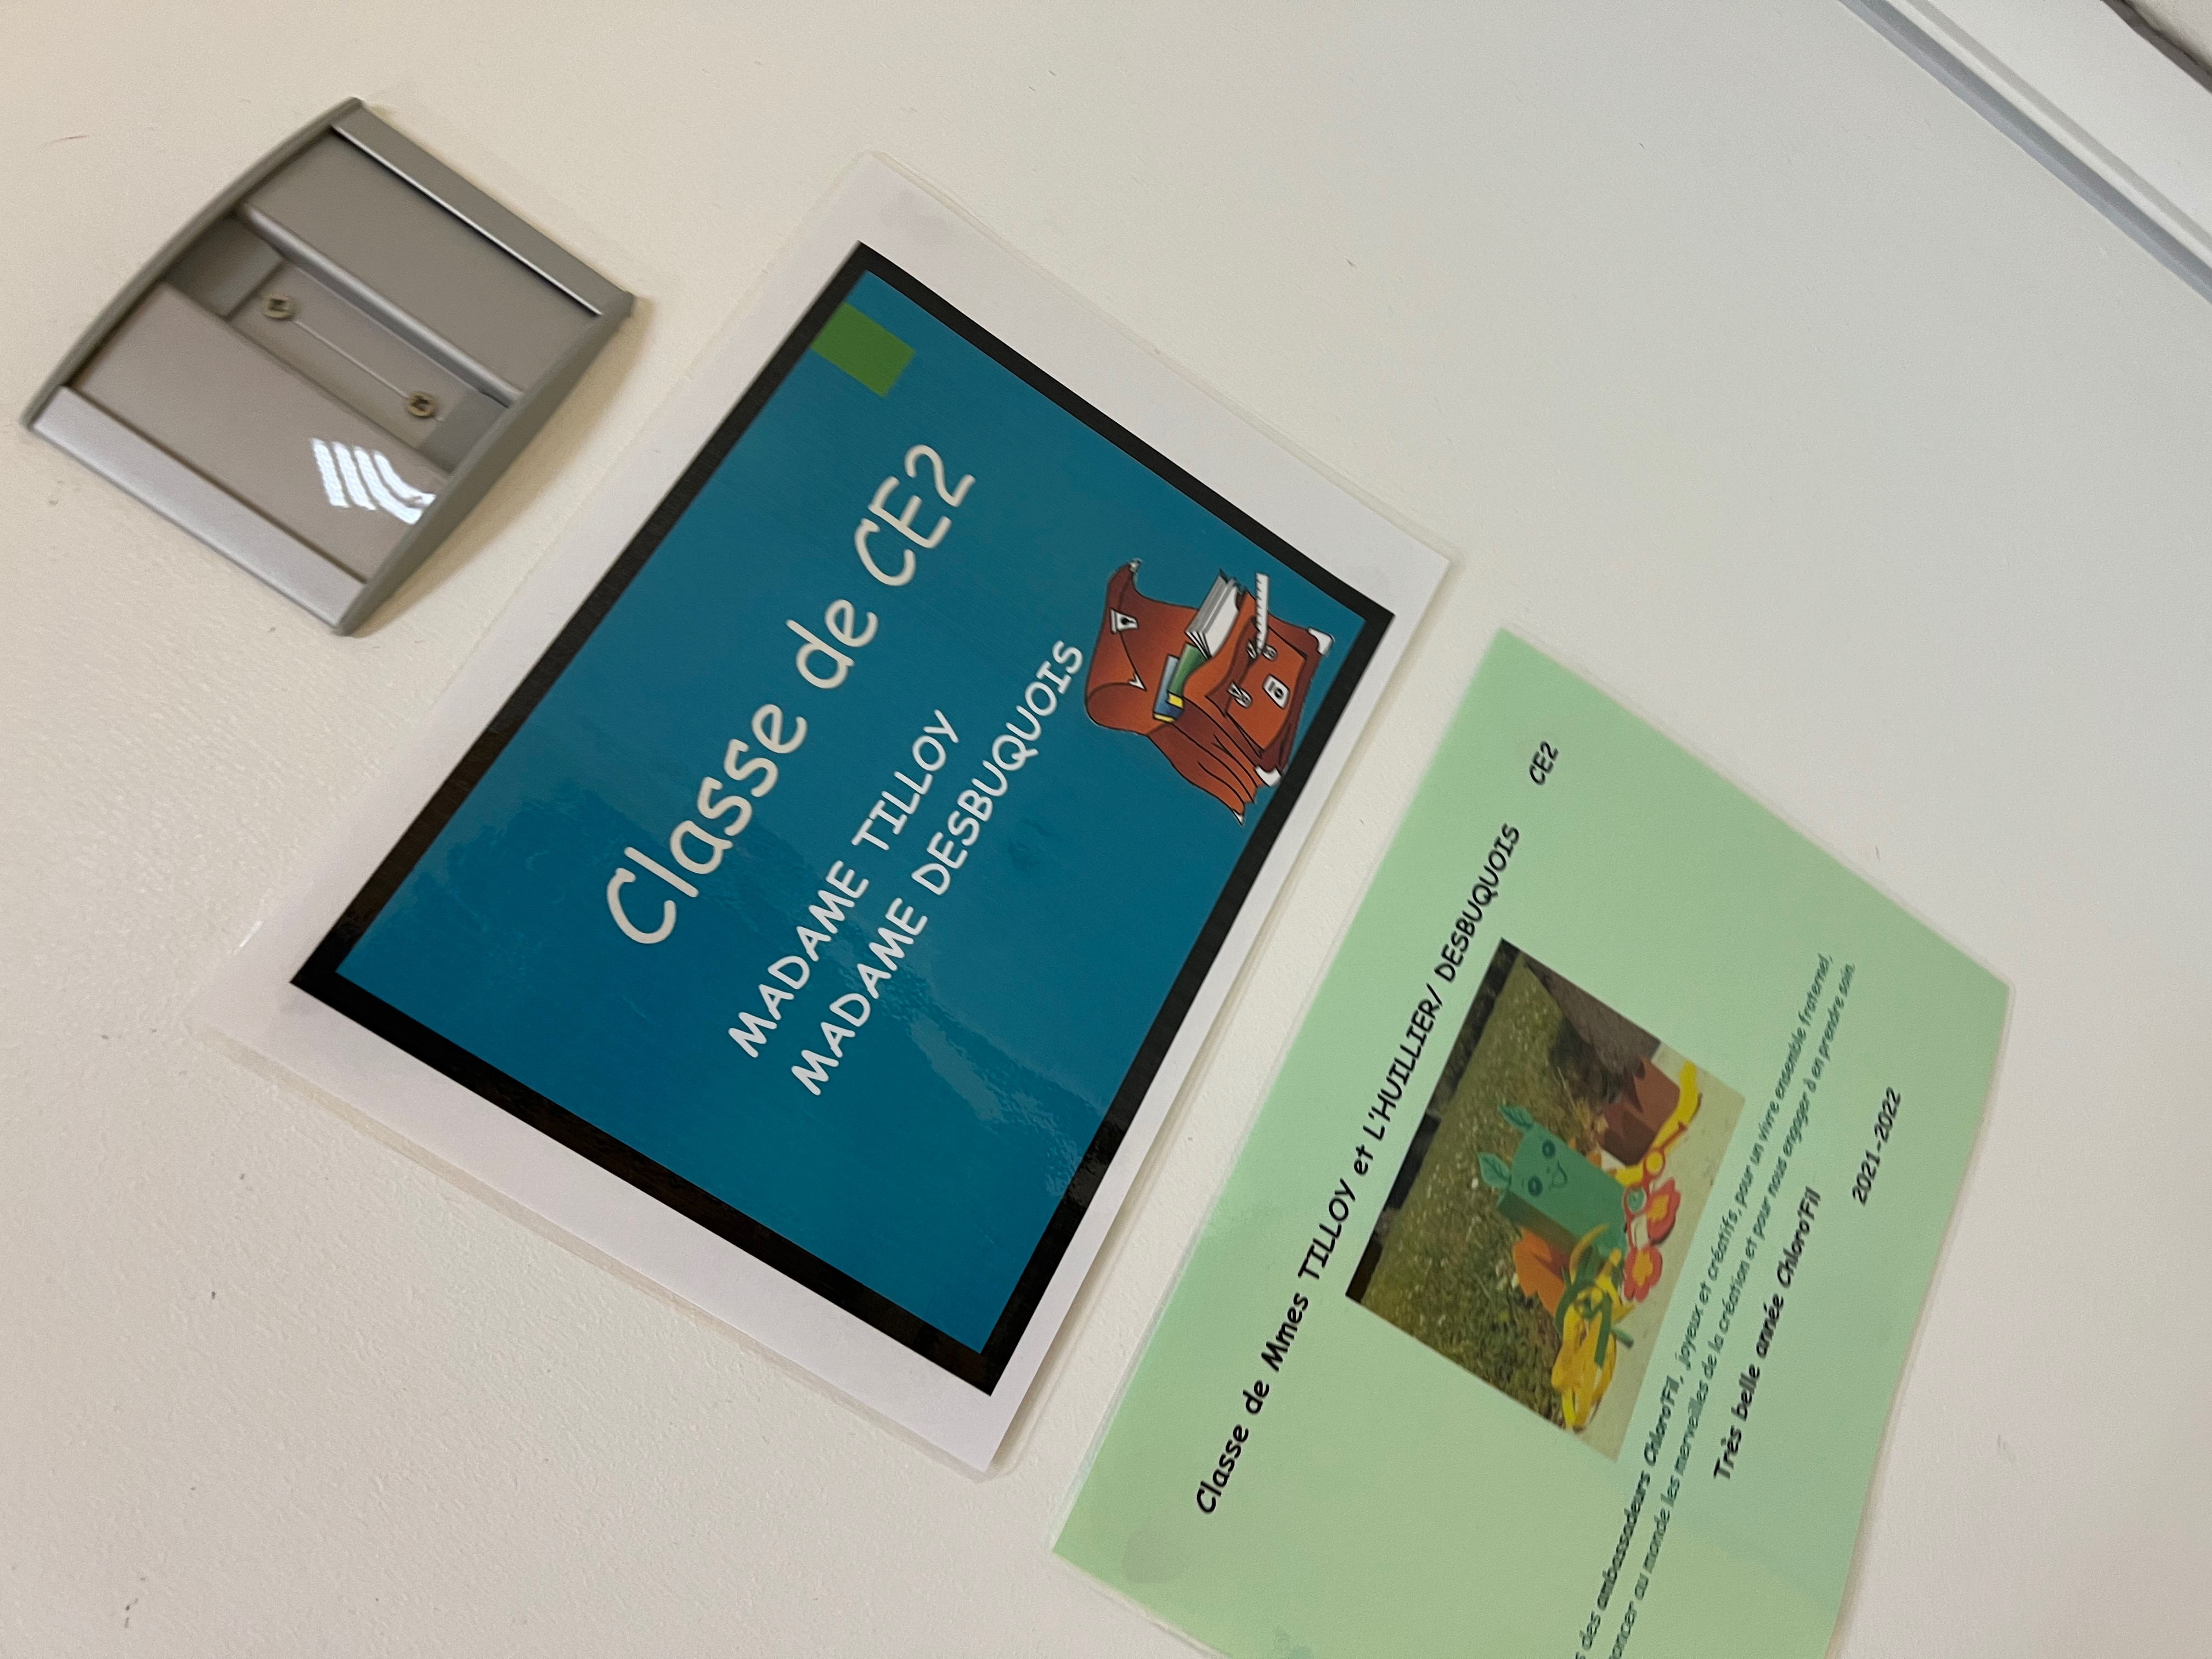 Classe de CE2
MADAME TILLOY
MADAME DESBUQUOIS
Classe de Mmes TILLOY et L'HUILLIER/ DESBUQUOIS CE2
des ambassadeurs Chloro'Fil, joyeux et créatifs, pour un vivre ensemble fraternel,
au monde les merveilles de la création et pour nous engager à en prendre soin.
Très belle année Chloro'Fil
2021-2022